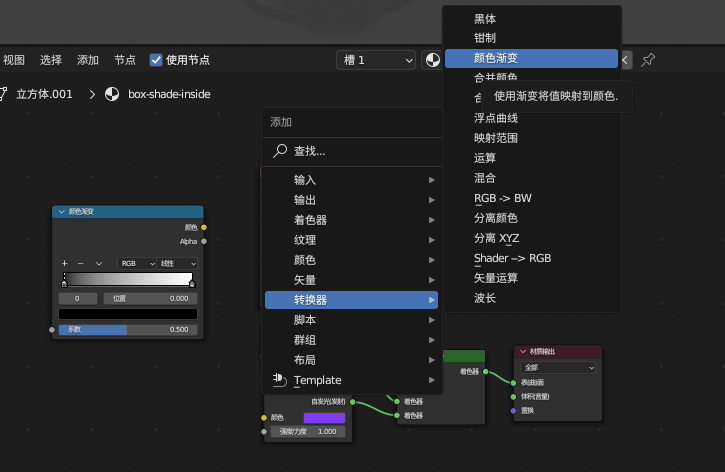 视图 选择 添加 节点 使用节点 槽 1
立方体.001 > box-shade-inside
黑体
钳制
颜色渐变
合并颜色
使用渐变将值映射到颜色.
浮点曲线
映射范围
运算
混合
RGB -> BW
分离颜色
分离 XYZ
Shader --> RGB
矢量运算
波长
添加
查找...
输入
输出
着色器
纹理
颜色
矢量
转换器
脚本
群组
布局
Template
颜色渐变
颜色
Alpha
+ − RGB 线性
0 位置 0.000
系数 0.500
自发光(发射)
颜色
强度/力度 1.000
着色器
着色器
着色器
材质输出
全部
表(曲)面
体积(音量)
置换